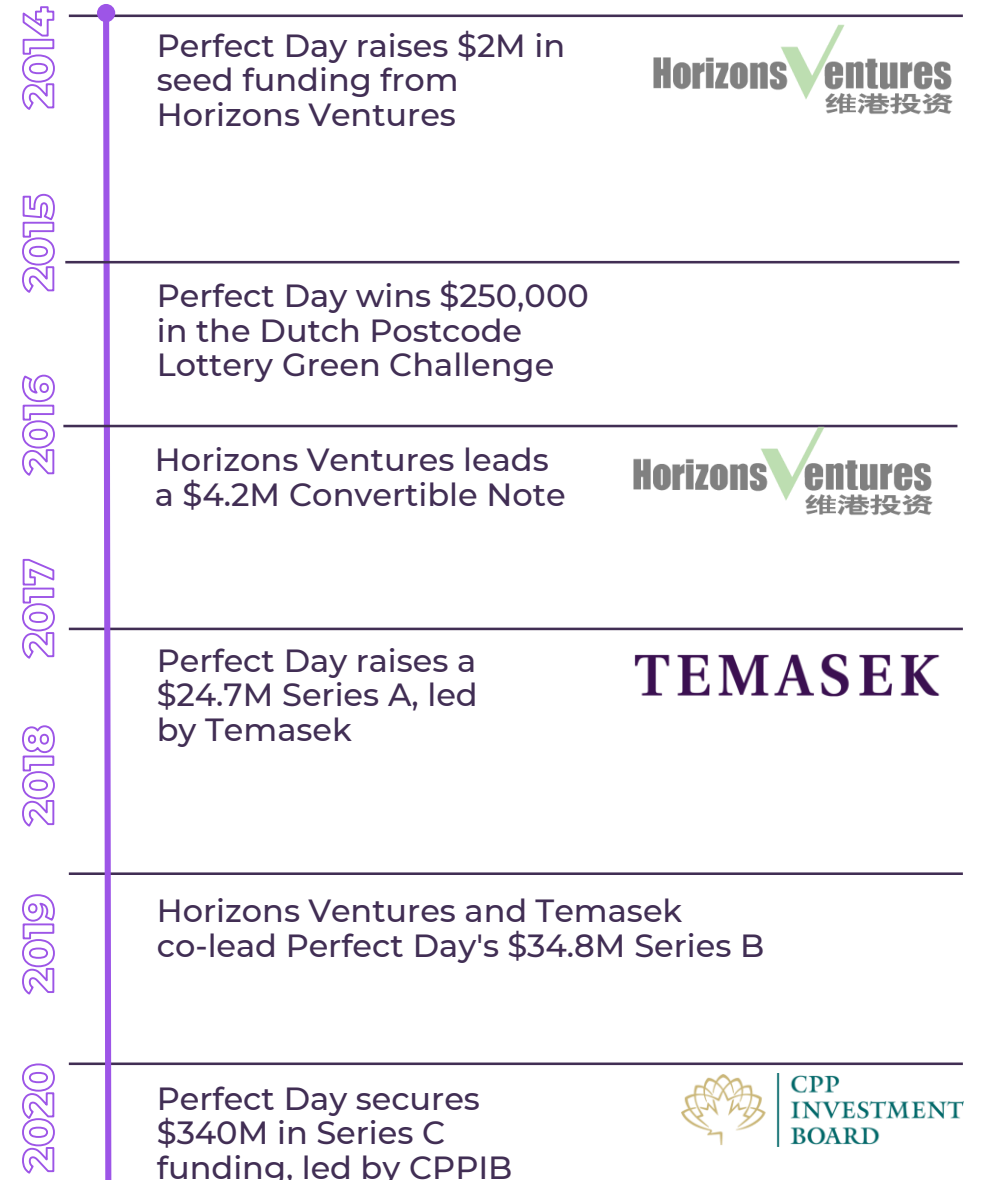 2014
Perfect Day raises $2M in
seed funding from
Horizons Ventures
Horizons Ventures
维港投资
2015
Perfect Day wins $250,000
in the Dutch Postcode
Lottery Green Challenge
2016
Horizons Ventures leads
a $4.2M Convertible Note
Horizons Ventures
维港投资
2017
Perfect Day raises a
$24.7M Series A, led
by Temasek
TEMASEK
2018
2019
Horizons Ventures and Temasek
co-lead Perfect Day's $34.8M Series B
2020
Perfect Day secures
$340M in Series C
funding, led by CPPIB
CPP
INVESTMENT
BOARD